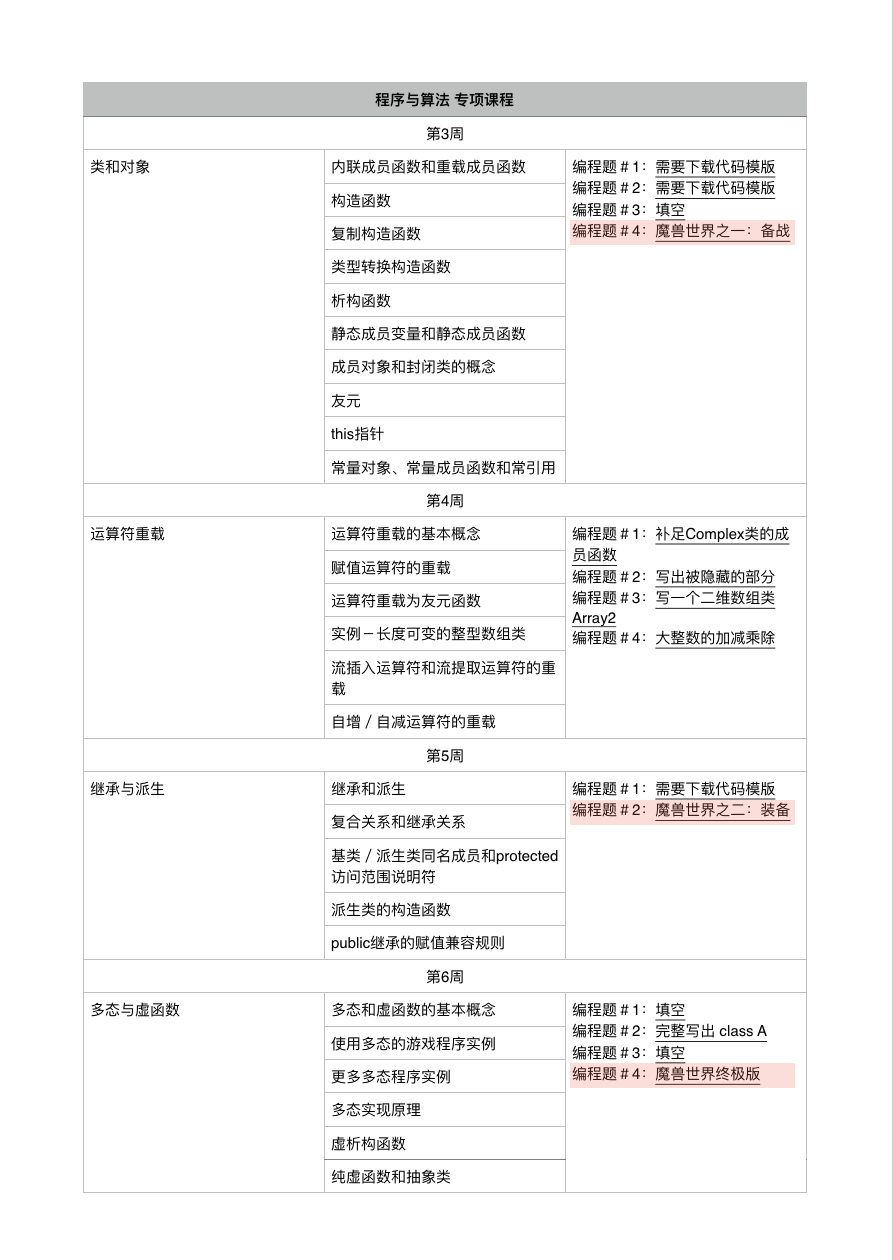 程序与算法 专项课程
第3周
类和对象
内联成员函数和重载成员函数
构造函数
复制构造函数
类型转换构造函数
析构函数
静态成员变量和静态成员函数
成员对象和封闭类的概念
友元
this指针
常量对象、常量成员函数和常引用
编程题＃1：需要下载代码模版
编程题＃2：需要下载代码模版
编程题＃3：填空
编程题＃4：魔兽世界之一：备战
第4周
运算符重载
运算符重载的基本概念
赋值运算符的重载
运算符重载为友元函数
实例－长度可变的整型数组类
流插入运算符和流提取运算符的重
载
自增／自减运算符的重载
编程题＃1：补足Complex类的成
员函数
编程题＃2：写出被隐藏的部分
编程题＃3：写一个二维数组类
Array2
编程题＃4：大整数的加减乘除
第5周
继承与派生
继承和派生
复合关系和继承关系
基类／派生类同名成员和protected
访问范围说明符
派生类的构造函数
public继承的赋值兼容规则
编程题＃1：需要下载代码模版
编程题＃2：魔兽世界之二：装备
第6周
多态与虚函数
多态和虚函数的基本概念
使用多态的游戏程序实例
更多多态程序实例
多态实现原理
虚析构函数
纯虚函数和抽象类
编程题＃1：填空
编程题＃2：完整写出 class A
编程题＃3：填空
编程题＃4：魔兽世界终极版